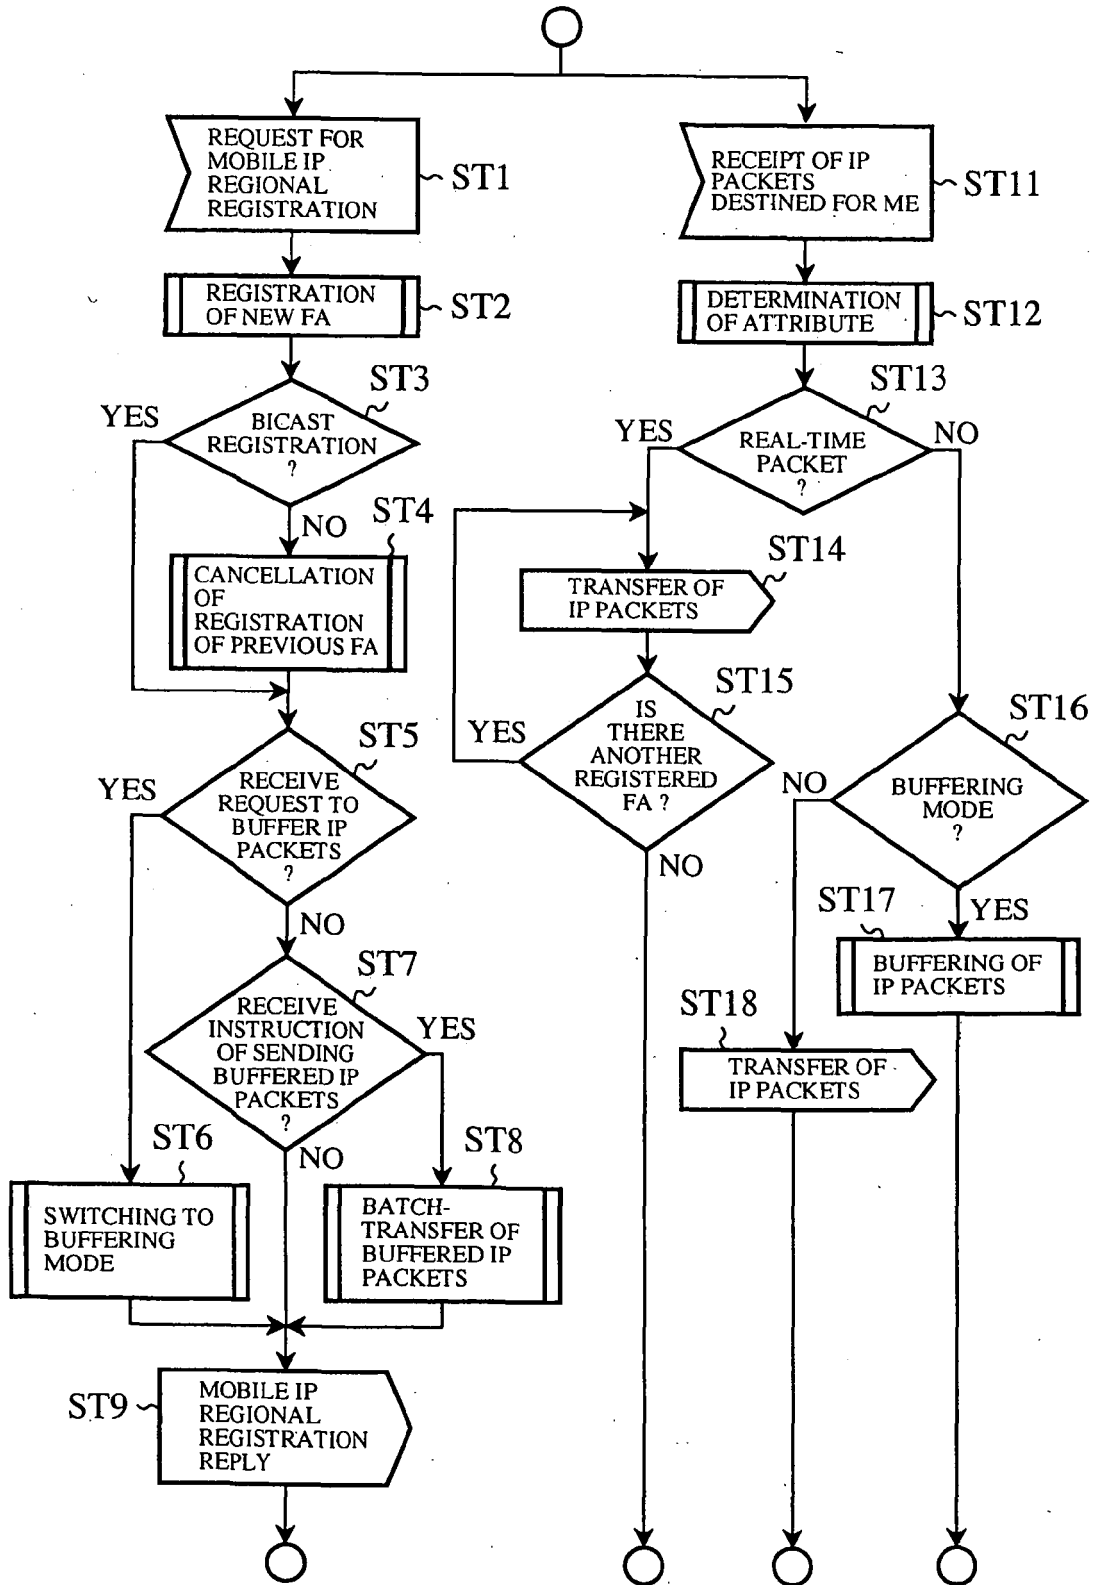 REQUEST FOR
MOBILE IP
REGIONAL
REGISTRATION
ST1
REGISTRATION
OF NEW FA
ST2
ST3
YES
BICAST
REGISTRATION
?
NO
ST4
CANCELLATION
OF
REGISTRATION
OF PREVIOUS FA
ST5
YES
RECEIVE
REQUEST TO
BUFFER IP
PACKETS
?
NO
ST7
RECEIVE
INSTRUCTION
OF SENDING
BUFFERED IP
PACKETS
?
YES
NO
ST6
SWITCHING TO
BUFFERING
MODE
ST8
BATCH-
TRANSFER OF
BUFFERED IP
PACKETS
ST9
MOBILE IP
REGIONAL
REGISTRATION
REPLY
RECEIPT OF IP
PACKETS
DESTINED FOR ME
ST11
DETERMINATION
OF ATTRIBUTE
ST12
ST13
YES
REAL-TIME
PACKET
?
NO
ST14
TRANSFER OF
IP PACKETS
ST15
YES
IS
THERE
ANOTHER
REGISTERED
FA ?
NO
ST16
NO
BUFFERING
MODE
?
YES
ST17
BUFFERING OF
IP PACKETS
ST18
TRANSFER OF
IP PACKETS